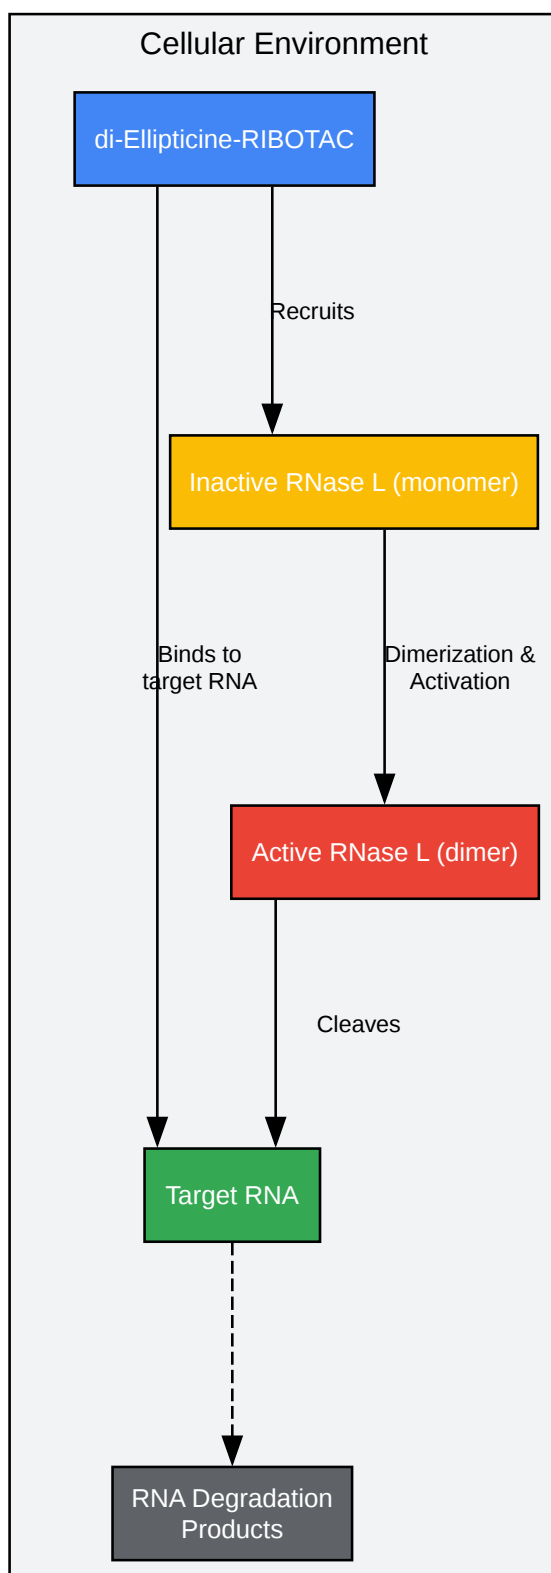 Cellular Environment
di-Ellipticine-RIBOTAC
Recruits
Inactive RNase L (monomer)
Binds to
target RNA
Dimerization &
Activation
Active RNase L (dimer)
Cleaves
Target RNA
RNA Degradation
Products